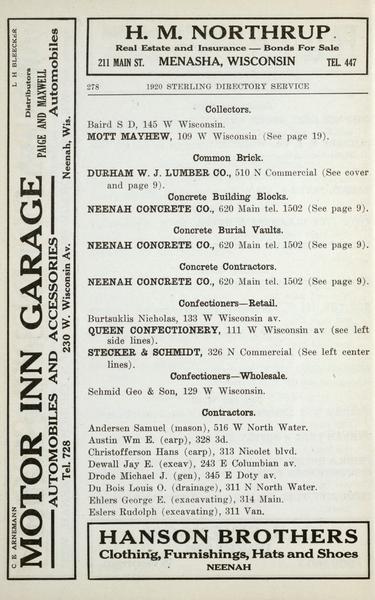 H. M. NORTHRUP
Real Estate and Insurance — Bonds For Sale
211 MAIN ST. MENASHA, WISCONSIN TEL. 447
278 1920 STERLING DIRECTORY SERVICE
Collectors.
Baird S D, 145 W Wisconsin.
MOTT MAYHEW, 109 W Wisconsin (See page 19).
Common Brick.
DURHAM W. J. LUMBER CO., 510 N Commercial (See cover
and page 9).
Concrete Building Blocks.
NEENAH CONCRETE CO., 620 Main tel. 1502 (See page 9).
Concrete Burial Vaults.
NEENAH CONCRETE CO., 620 Main tel. 1502 (See page 9).
Concrete Contractors.
NEENAH CONCRETE CO., 620 Main tel. 1502 (See page 9).
Confectioners—Retail.
Burtsuklis Nicholas, 133 W Wisconsin av.
QUEEN CONFECTIONERY, 111 W Wisconsin av (see left
side lines).
STECKER & SCHMIDT, 326 N Commercial (See left center
lines).
Confectioners—Wholesale.
Schmid Geo & Son, 129 W Wisconsin.
Contractors.
Andersen Samuel (mason), 516 W North Water.
Austin Wm E. (carp), 328 3d.
Christofferson Hans (carp), 313 Nicolet blvd.
Dewall Jay E. (excav), 243 E Columbian av.
Drode Michael J. (gen), 345 E Doty av.
Du Bois Louis O. (drainage), 311 N North Water.
Ehlers George E. (exacavating), 314 Main.
Eslers Rudolph (excavating), 311 Van.
HANSON BROTHERS
Clothing, Furnishings, Hats and Shoes
NEENAH
C E ARNEMANN L H BLEECKER
MOTOR INN GARAGE
Distributors
PAIGE AND MAXWELL
Automobiles
AUTOMOBILES AND ACCESSORIES
Tel. 728 230 W. Wisconsin Av. Neenah, Wis.